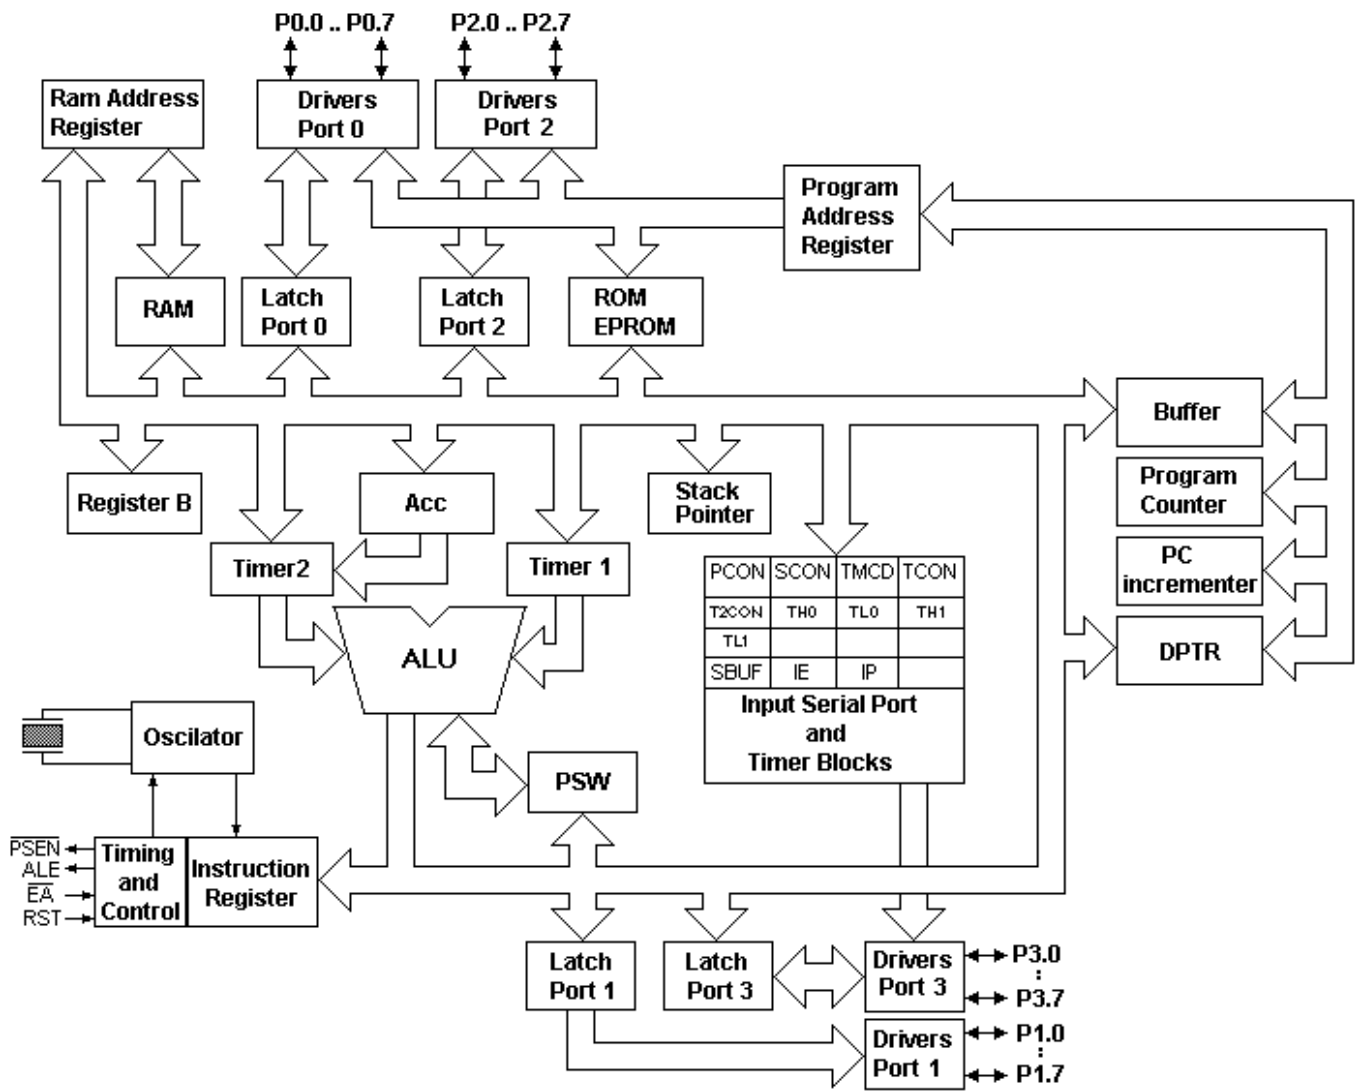 P0.0 .. P0.7
P2.0 .. P2.7
Ram Address
Register
Drivers
Port 0
Drivers
Port 2
Program
Address
Register
RAM
Latch
Port 0
Latch
Port 2
ROM
EPROM
Buffer
Register B
Acc
Stack
Pointer
Program
Counter
Timer2
Timer 1
PC
incrementer
PCON SCON TMCD TCON
T2CON TH0 TL0 TH1
TL1
SBUF IE IP
Input Serial Port
and
Timer Blocks
ALU
DPTR
Oscilator
PSW
PSEN
ALE
EA
RST
Timing
and
Control
Instruction
Register
Latch
Port 1
Latch
Port 3
Drivers
Port 3
P3.0
:
P3.7
Drivers
Port 1
P1.0
:
P1.7